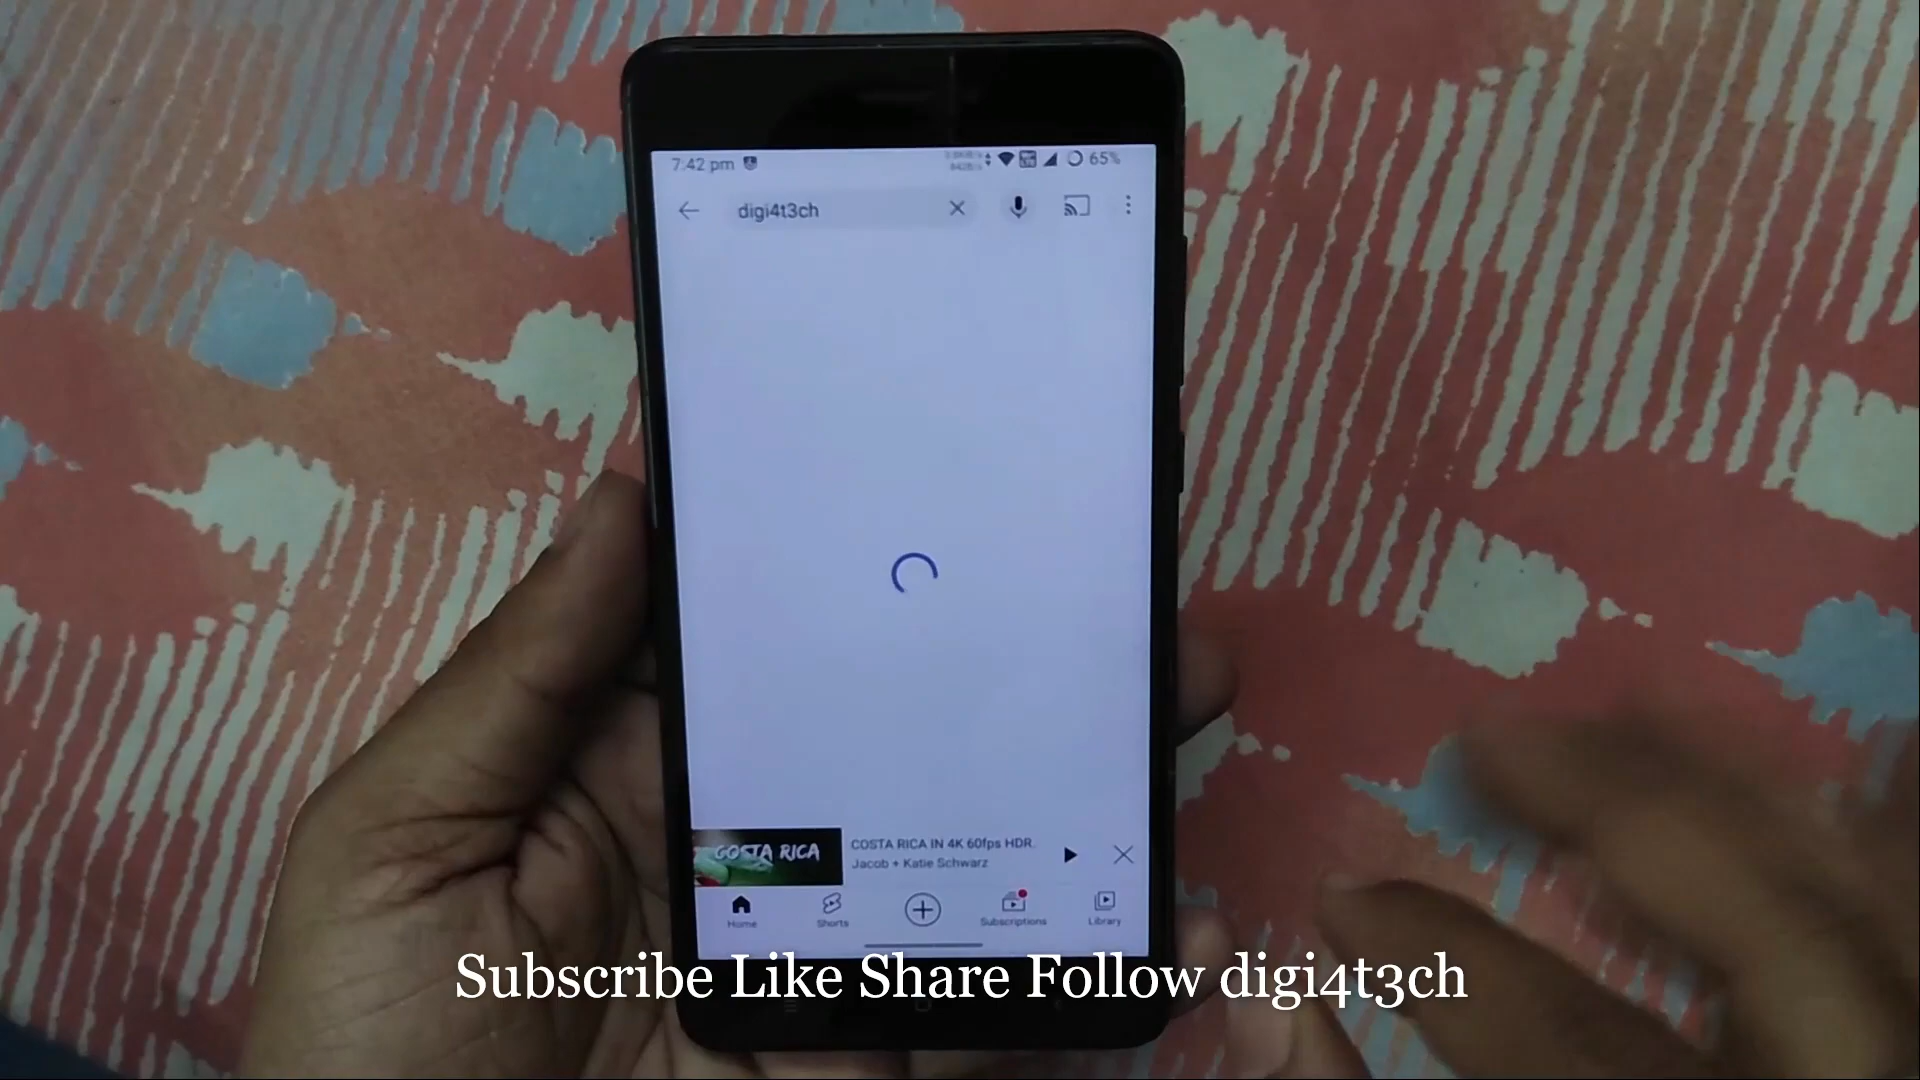 7:42 pm
65%
digi4t3ch
COSTA RICA
COSTA RICA IN 4K 60fps HDR.
Jacob + Katie Schwarz
Home
Shorts
Subscriptions
Library
Subscribe Like Share Follow digi4t3ch